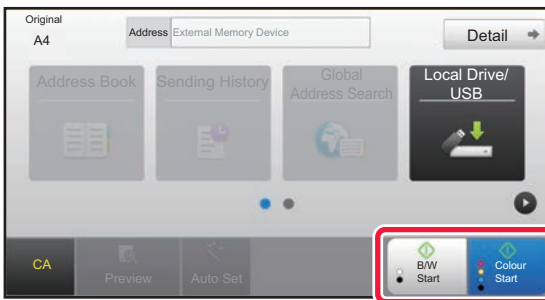 Original
A4
Address External Memory Device
Detail
Address Book
Sending History
Global
Address Search
Local Drive/
USB
CA
Preview
Auto Set
B/W
Start
Colour
Start